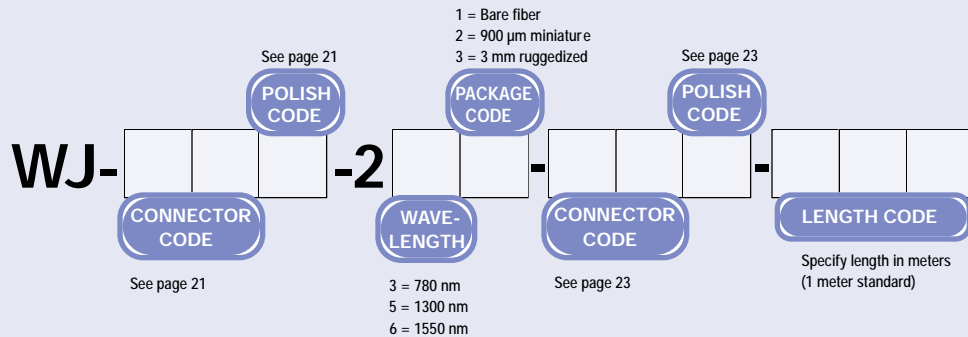 1 = Bare fiber
2 = 900 µm miniature
3 = 3 mm ruggedized
See page 21
See page 23
POLISH
CODE
PACKAGE
CODE
POLISH
CODE
WJ- -2 - -
CONNECTOR
CODE
WAVE-
LENGTH
CONNECTOR
CODE
LENGTH CODE
See page 21
3 = 780 nm
5 = 1300 nm
6 = 1550 nm
See page 23
Specify length in meters
(1 meter standard)